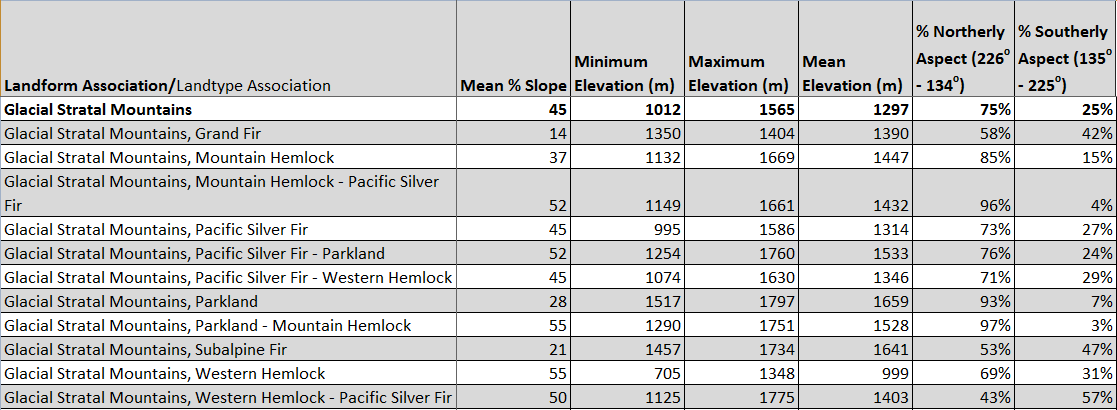 Landform Association/Landtype Association Mean % Slope Minimum Elevation (m) Maximum Elevation (m) Mean Elevation (m) % Northerly Aspect (226o - 134o) % Southerly Aspect (135o - 225o)
Glacial Stratal Mountains 45 1012 1565 1297 75% 25%
Glacial Stratal Mountains, Grand Fir 14 1350 1404 1390 58% 42%
Glacial Stratal Mountains, Mountain Hemlock 37 1132 1669 1447 85% 15%
Glacial Stratal Mountains, Mountain Hemlock - Pacific Silver
Fir 52 1149 1661 1432 96% 4%
Glacial Stratal Mountains, Pacific Silver Fir 45 995 1586 1314 73% 27%
Glacial Stratal Mountains, Pacific Silver Fir - Parkland 52 1254 1760 1533 76% 24%
Glacial Stratal Mountains, Pacific Silver Fir - Western Hemlock 45 1074 1630 1346 71% 29%
Glacial Stratal Mountains, Parkland 28 1517 1797 1659 93% 7%
Glacial Stratal Mountains, Parkland - Mountain Hemlock 55 1290 1751 1528 97% 3%
Glacial Stratal Mountains, Subalpine Fir 21 1457 1734 1641 53% 47%
Glacial Stratal Mountains, Western Hemlock 55 705 1348 999 69% 31%
Glacial Stratal Mountains, Western Hemlock - Pacific Silver Fir 50 1125 1775 1403 43% 57%